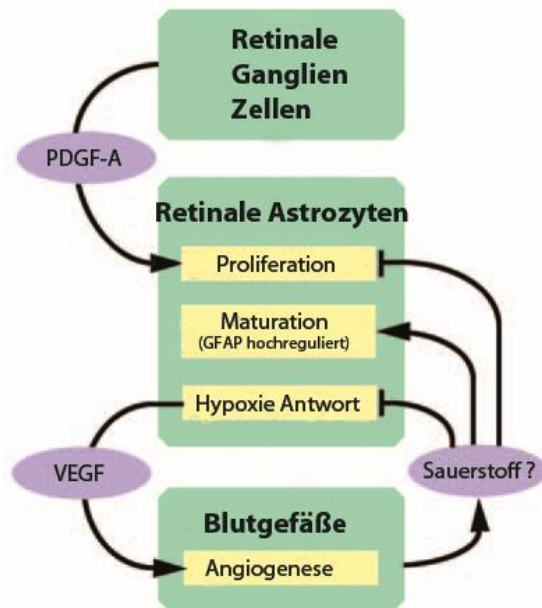 Retinale
Ganglien
Zellen
PDGF-A
Retinale Astrozyten
Proliferation
Maturation
(GFAP hochreguliert)
Hypoxie Antwort
VEGF
Sauerstoff ?
Blutgefäße
Angiogenese